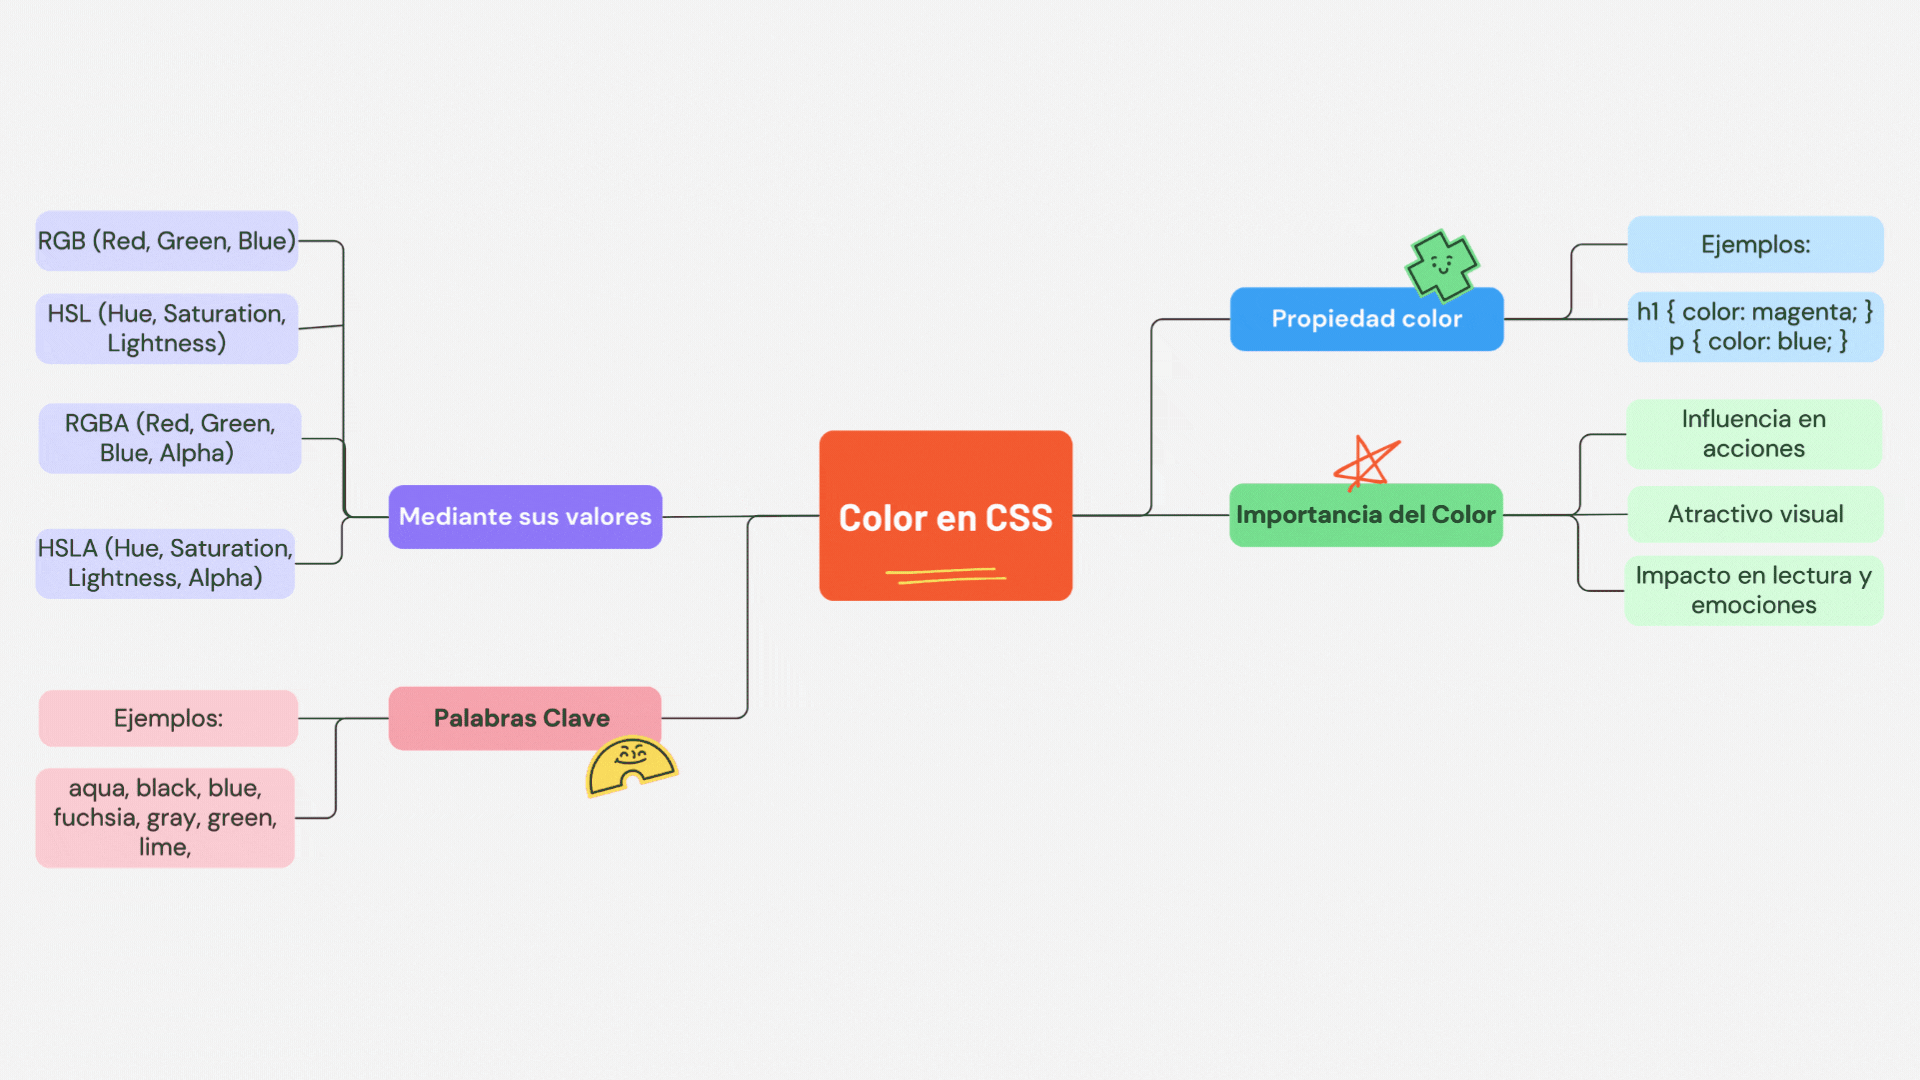 Color en CSS
Mediante sus valores
RGB (Red, Green, Blue)
HSL (Hue, Saturation,
Lightness)
RGBA (Red, Green,
Blue, Alpha)
HSLA (Hue, Saturation,
Lightness, Alpha)
Palabras Clave
Ejemplos:
aqua, black, blue,
fuchsia, gray, green,
lime,
Propiedad color
Ejemplos:
h1 { color: magenta; }
p { color: blue; }
Importancia del Color
Influencia en
acciones
Atractivo visual
Impacto en lectura y
emociones